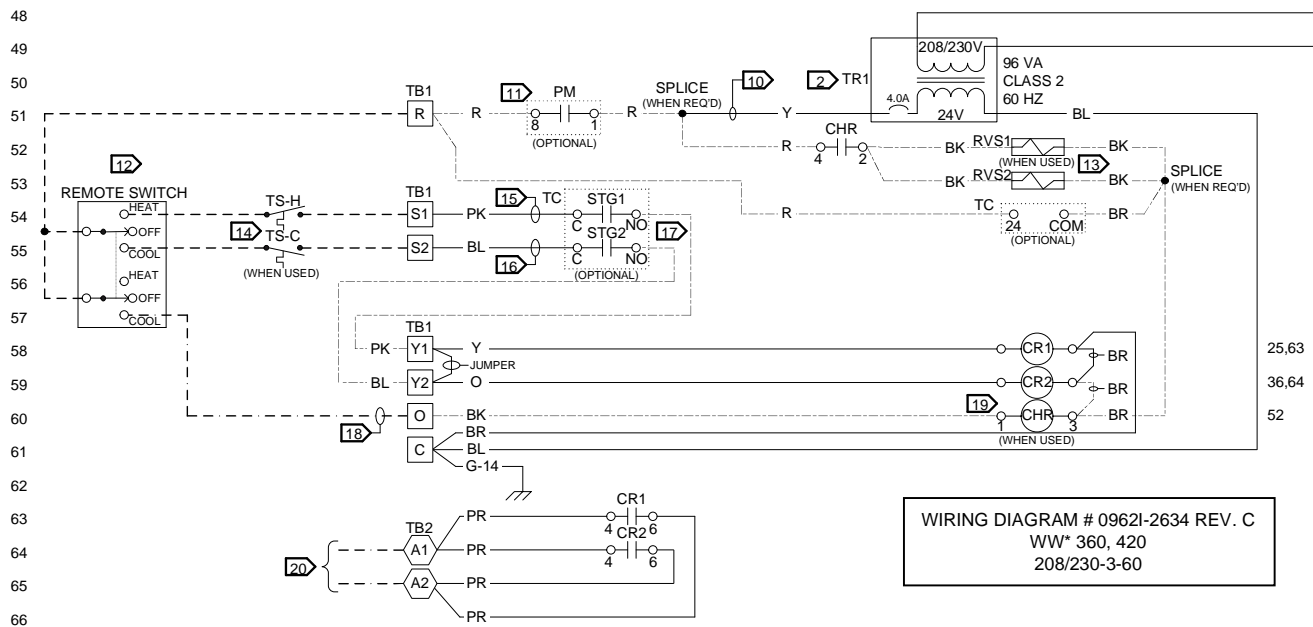 48
49
208/230V
96 VA
50
2
TR1
CLASS 2
10
SPLICE
(WHEN REQ'D)
60 HZ
11
PM
TB1
4.0A
51
R
R
8
1
R
Y
24V
BL
(OPTIONAL)
CHR
RVS1
52
R
4
2
BK
(WHEN USED)
BK
13
SPLICE
(WHEN REQ'D)
12
RVS2
53
BK
BK
REMOTE SWITCH
TB1
15
TC
STG1
TC
HEAT
TS-H
54
S1
PK
C
NO
17
R
24
COM
BR
OFF
14
TS-C
STG2
(OPTIONAL)
55
COOL
S2
BL
C
NO
(WHEN USED)
16
(OPTIONAL)
HEAT
56
OFF
57
COOL
TB1
58
PK
Y1
Y
CR1
BR
25,63
JUMPER
59
BL
Y2
O
CR2
BR
36,64
19
60
O
BK
1
CHR
3
BR
52
18
BR
(WHEN USED)
61
C
BL
G-14
62
CR1
63
PR
4
6
TB2
CR2
64
A1
PR
4
6
20
65
A2
PR
66
PR
WIRING DIAGRAM # 0962I-2634 REV. C
WW* 360, 420
208/230-3-60